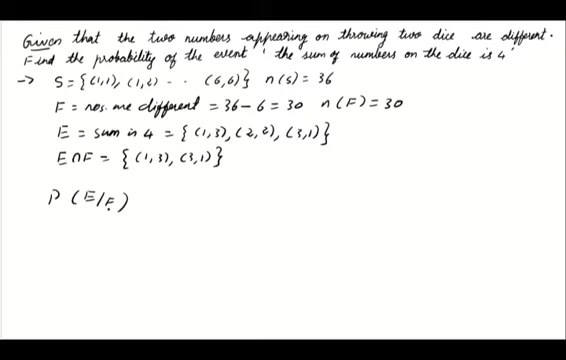 Given that the two numbers appearing on throwing two dice are different.
Find the probability of the event 'the sum of numbers on the dice is 4'
→ S = {(1,1), (1,2) - - (6,6)} n(s) = 36
F = nos. are different = 36 - 6 = 30 n(F) = 30
E = sum is 4 = {(1,3), (2,2), (3,1)}
E∩F = {(1,3), (3,1)}
P(E/F)